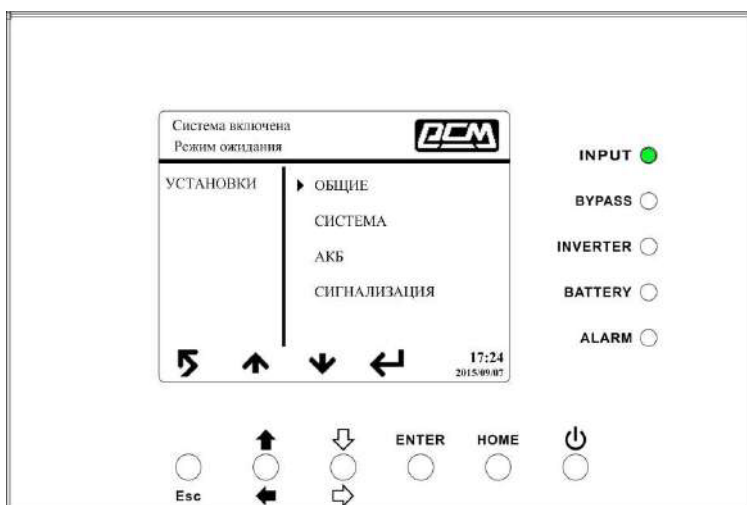 Система включена
Режим ожидания
PCM
УСТАНОВКИ
ОБЩИЕ
СИСТЕМА
АКБ
СИГНАЛИЗАЦИЯ
17:24
2015/09/07
INPUT
BYPASS
INVERTER
BATTERY
ALARM
ENTER
HOME
Esc